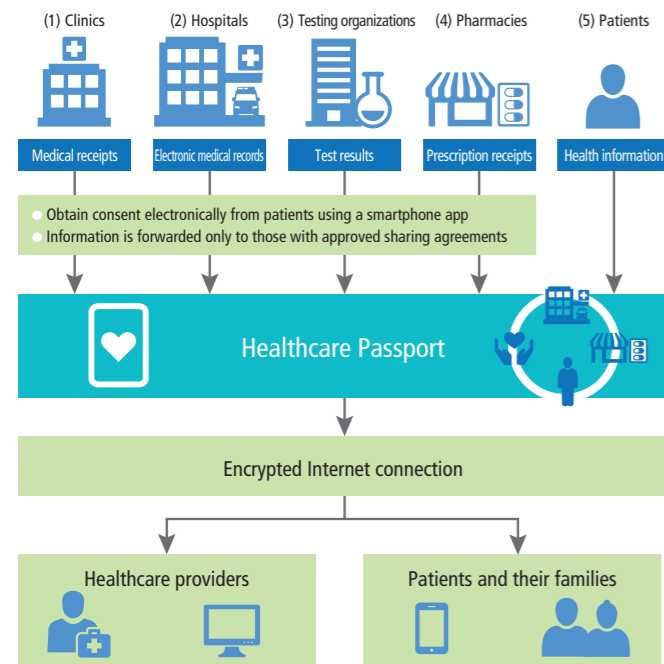 (1) Clinics
(2) Hospitals
(3) Testing organizations
(4) Pharmacies
(5) Patients
Medical receipts
Electronic medical records
Test results
Prescription receipts
Health information
Obtain consent electronically from patients using a smartphone app
Information is forwarded only to those with approved sharing agreements
Healthcare Passport
Encrypted Internet connection
Healthcare providers
Patients and their families